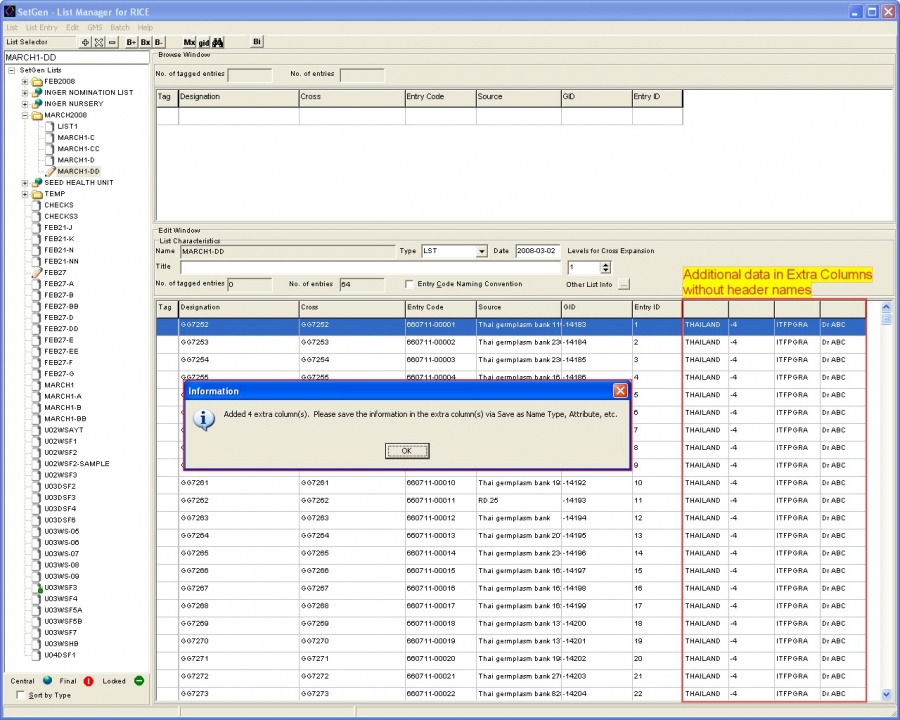 SetGen - List Manager for RICE
List List Entry Edit GMS Batch Help
List Selector B+ Bx B- Mx gid Bi
MARCH1-DD
SetGen Lists
FEB2008
INGER NOMINATION LIST
INGER NURSERY
MARCH2008
LIST1
MARCH1-C
MARCH1-CC
MARCH1-D
MARCH1-DD
SEED HEALTH UNIT
TEMP
CHECKS
CHECKS3
FEB21-J
FEB21-K
FEB21-N
FEB21-NN
FEB27
FEB27-A
FEB27-B
FEB27-BB
FEB27-D
FEB27-DD
FEB27-E
FEB27-EE
FEB27-F
FEB27-G
MARCH1
MARCH1-A
MARCH1-B
MARCH1-BB
U02WSAYT
U02WSF1
U02WSF2
U02WSF2-SAMPLE
U02WSF3
U03DSF2
U03DSF3
U03DSF4
U03DSF5
U03DSF6
U03WS-05
U03WS-06
U03WS-07
U03WS-08
U03WS-09
U03WSF3
U03WSF4
U03WSF5A
U03WSF5B
U03WSF7
U03WSHB
U04DSF1
Central Final Locked
Sort by Type
Browse Window
No. of tagged entries No. of entries
Tag Designation Cross Entry Code Source GID Entry ID
Edit Window
List Characteristics
Name MARCH1-DD Type LST Date 2008-03-02 Levels for Cross Expansion
Title 1
No. of tagged entries 0 No. of entries 64 Entry Code Naming Convention Other List Info ...
Additional data in Extra Columns
without header names
Tag Designation Cross Entry Code Source GID Entry ID
GG7252 GG7252 660711-00001 Thai germplasm bank 11 -14183 1 THAILAND -4 ITFPGRA Dr ABC
GG7253 GG7253 660711-00002 Thai germplasm bank 23 -14184 2 THAILAND -4 ITFPGRA Dr ABC
GG7254 GG7254 660711-00003 Thai germplasm bank 23 -14185 3 THAILAND -4 ITFPGRA Dr ABC
GG7255 GG7255 660711-00004 Thai germplasm bank 16 -14186 4 THAILAND -4 ITFPGRA Dr ABC
5 THAILAND -4 ITFPGRA Dr ABC
6 THAILAND -4 ITFPGRA Dr ABC
7 THAILAND -4 ITFPGRA Dr ABC
8 THAILAND -4 ITFPGRA Dr ABC
9 THAILAND -4 ITFPGRA Dr ABC
Information
Added 4 extra column(s). Please save the information in the extra column(s) via Save as Name Type, Attribute, etc.
OK
GG7261 GG7261 660711-00010 Thai germplasm bank 19 -14192 10 THAILAND -4 ITFPGRA Dr ABC
GG7262 GG7262 660711-00011 RD 25 -14193 11 THAILAND -4 ITFPGRA Dr ABC
GG7263 GG7263 660711-00012 Thai germplasm bank -14194 12 THAILAND -4 ITFPGRA Dr ABC
GG7264 GG7264 660711-00013 Thai germplasm bank 20 -14195 13 THAILAND -4 ITFPGRA Dr ABC
GG7265 GG7265 660711-00014 Thai germplasm bank 23 -14196 14 THAILAND -4 ITFPGRA Dr ABC
GG7266 GG7266 660711-00015 Thai germplasm bank 16 -14197 15 THAILAND -4 ITFPGRA Dr ABC
GG7267 GG7267 660711-00016 Thai germplasm bank 16 -14198 16 THAILAND -4 ITFPGRA Dr ABC
GG7268 GG7268 660711-00017 Thai germplasm bank 16 -14199 17 THAILAND -4 ITFPGRA Dr ABC
GG7269 GG7269 660711-00018 Thai germplasm bank 13 -14200 18 THAILAND -4 ITFPGRA Dr ABC
GG7270 GG7270 660711-00019 Thai germplasm bank 13 -14201 19 THAILAND -4 ITFPGRA Dr ABC
GG7271 GG7271 660711-00020 Thai germplasm bank 19 -14202 20 THAILAND -4 ITFPGRA Dr ABC
GG7272 GG7272 660711-00021 Thai germplasm bank 27 -14203 21 THAILAND -4 ITFPGRA Dr ABC
GG7273 GG7273 660711-00022 Thai germplasm bank 28 -14204 22 THAILAND -4 ITFPGRA Dr ABC